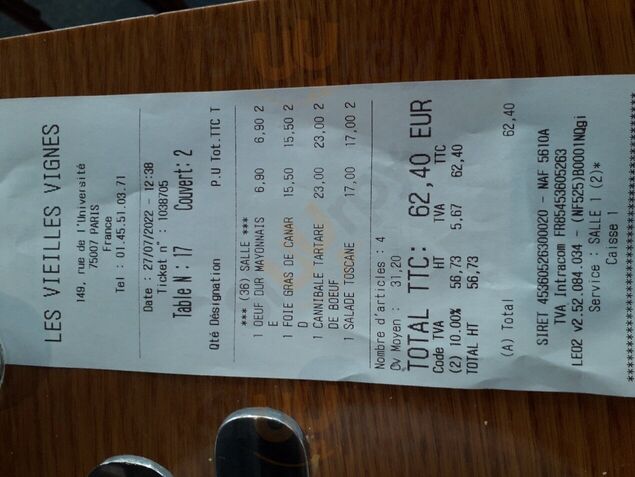 LES VIEILLES VIGNES
149, rue de l'Université
75007 PARIS
France
Tel : 01.45.51.03.71
Date : 27/07/2022 - 12:38
Ticket n° : 1038705
Table N : 17 Couvert: 2
Qté Désignation P.U Tot.TTC T
*** (36) SALLE ***
1 OEUF DUR MAYONNAIS 6,90 6,90 2
E
1 FOIE GRAS DE CANAR 15,50 15,50 2
D
1 CANNIBALE TARTARE 23,00 23,00 2
DE BOEUF
1 SALADE TOSCANE 17,00 17,00 2
Nombre d'articles : 4
Cv Moyen : 31,20
TOTAL TTC: 62,40 EUR
Code TVA HT TVA TTC
(2) 10.00% 56,73 5,67 62,40
TOTAL HT 56,73
(A) Total 62,40
SIRET 45360526300020 - NAF 5610A
TVA Intracom FR85453605263
LEO2 v2.52.084.034 - (NF525)B0001NQgi
Service : SALLE 1 (2)*
Caisse 1